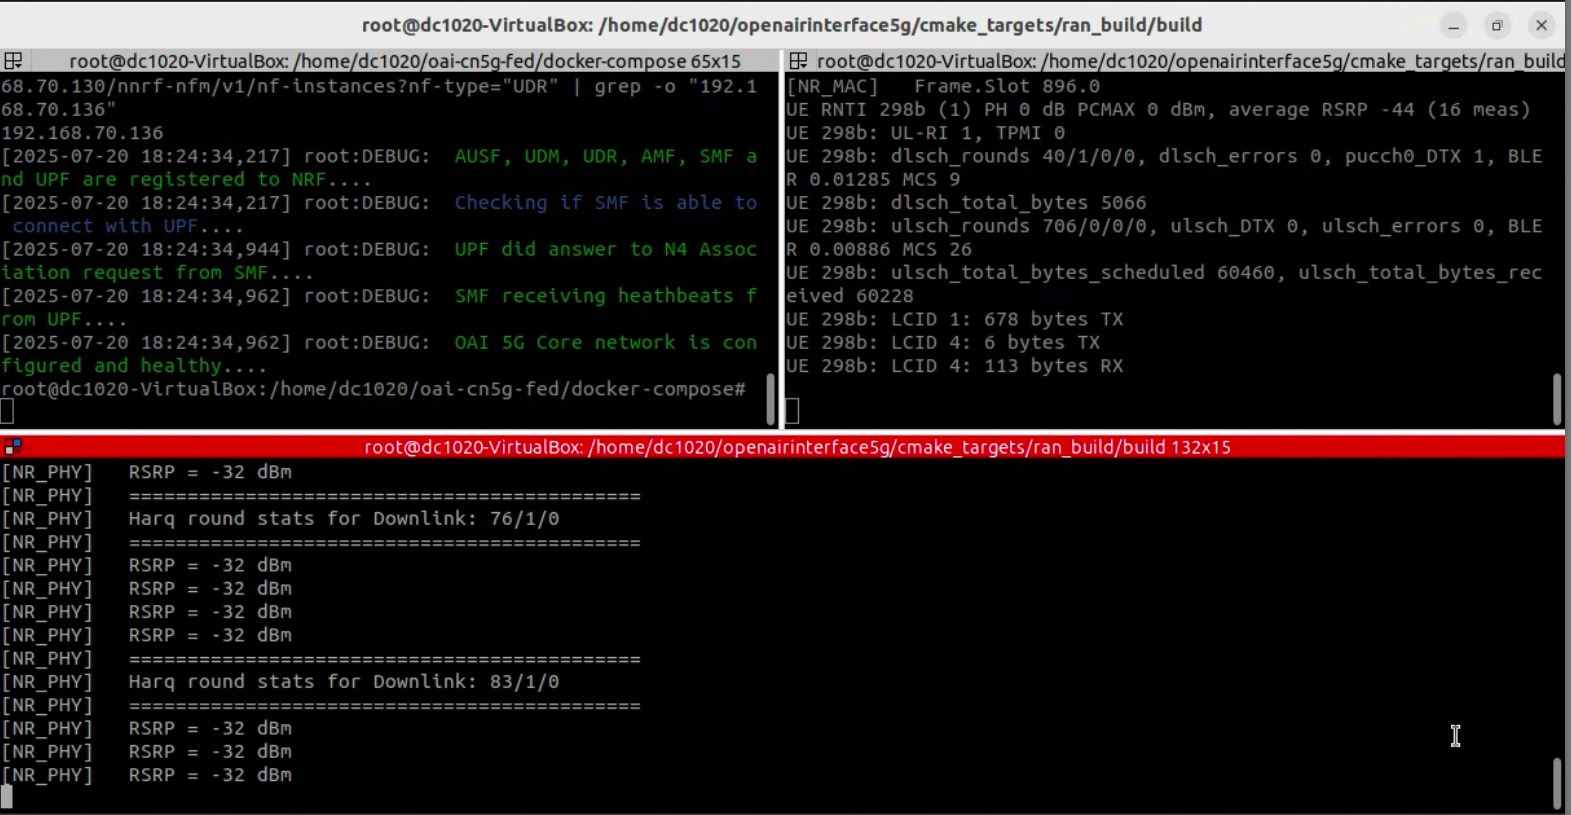 root@dc1020-VirtualBox: /home/dc1020/openairinterface5g/cmake_targets/ran_build/build
root@dc1020-VirtualBox: /home/dc1020/oai-cn5g-fed/docker-compose 65x15
68.70.130/nnrf-nfm/v1/nf-instances?nf-type="UDR" | grep -o "192.1
68.70.136"
192.168.70.136
[2025-07-20 18:24:34,217] root:DEBUG:  AUSF, UDM, UDR, AMF, SMF a
nd UPF are registered to NRF....
[2025-07-20 18:24:34,217] root:DEBUG:  Checking if SMF is able to
 connect with UPF....
[2025-07-20 18:24:34,944] root:DEBUG:  UPF did answer to N4 Assoc
iation request from SMF....
[2025-07-20 18:24:34,962] root:DEBUG:  SMF receiving heathbeats f
rom UPF....
[2025-07-20 18:24:34,962] root:DEBUG:  OAI 5G Core network is con
figured and healthy....
root@dc1020-VirtualBox:/home/dc1020/oai-cn5g-fed/docker-compose#
root@dc1020-VirtualBox: /home/dc1020/openairinterface5g/cmake_targets/ran_build
[NR_MAC]   Frame.Slot 896.0
UE RNTI 298b (1) PH 0 dB PCMAX 0 dBm, average RSRP -44 (16 meas)
UE 298b: UL-RI 1, TPMI 0
UE 298b: dlsch_rounds 40/1/0/0, dlsch_errors 0, pucch0_DTX 1, BLE
R 0.01285 MCS 9
UE 298b: dlsch_total_bytes 5066
UE 298b: ulsch_rounds 706/0/0/0, ulsch_DTX 0, ulsch_errors 0, BLE
R 0.00886 MCS 26
UE 298b: ulsch_total_bytes_scheduled 60460, ulsch_total_bytes_rec
eived 60228
UE 298b: LCID 1: 678 bytes TX
UE 298b: LCID 4: 6 bytes TX
UE 298b: LCID 4: 113 bytes RX
root@dc1020-VirtualBox: /home/dc1020/openairinterface5g/cmake_targets/ran_build/build 132x15
[NR_PHY]   RSRP = -32 dBm
[NR_PHY]   ============================================
[NR_PHY]   Harq round stats for Downlink: 76/1/0
[NR_PHY]   ============================================
[NR_PHY]   RSRP = -32 dBm
[NR_PHY]   RSRP = -32 dBm
[NR_PHY]   RSRP = -32 dBm
[NR_PHY]   RSRP = -32 dBm
[NR_PHY]   ============================================
[NR_PHY]   Harq round stats for Downlink: 83/1/0
[NR_PHY]   ============================================
[NR_PHY]   RSRP = -32 dBm
[NR_PHY]   RSRP = -32 dBm
[NR_PHY]   RSRP = -32 dBm